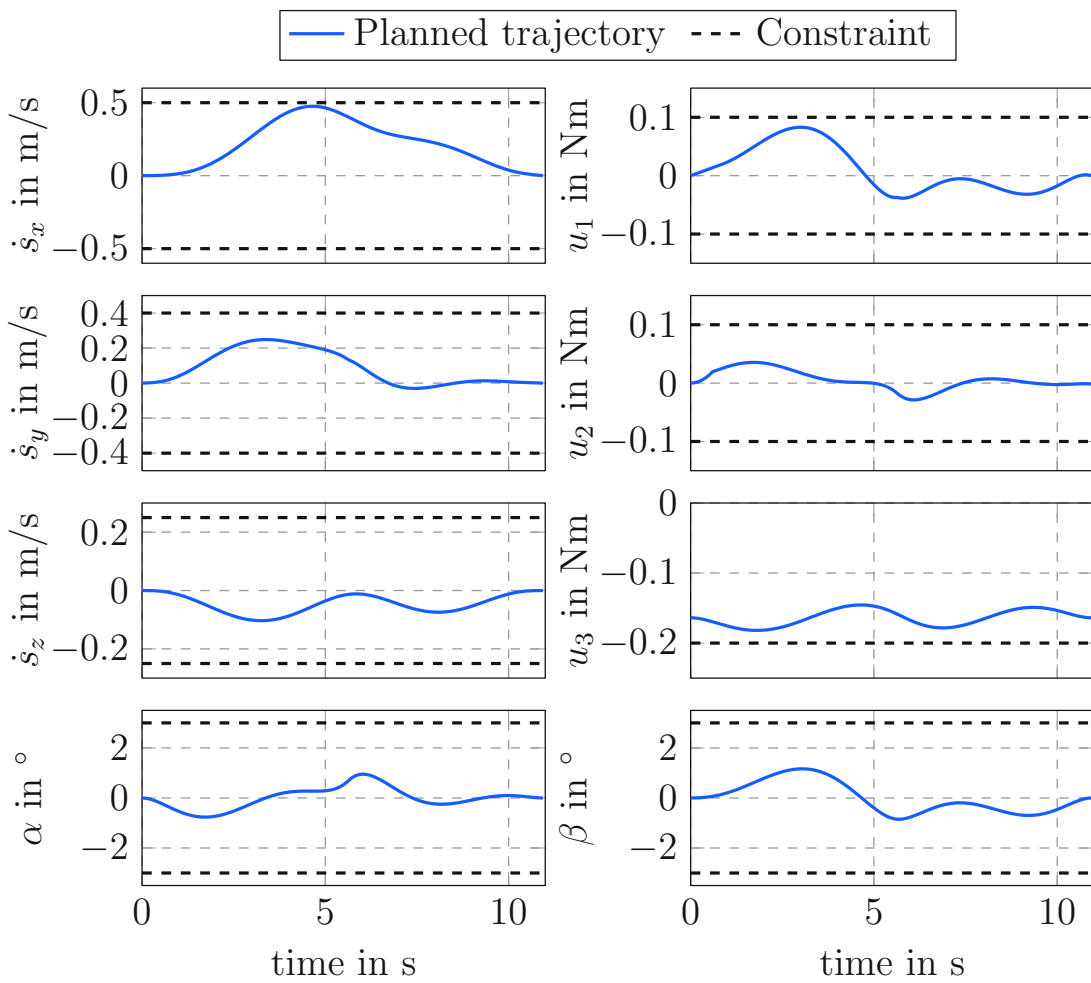 Planned trajectory Constraint
0.5
0
−0.5
ṡx in m/s
0.1
0
−0.1
u1 in Nm
0.4
0.2
0
−0.2
−0.4
ṡy in m/s
0.1
0
−0.1
u2 in Nm
0.2
0
−0.2
ṡz in m/s
0
−0.1
−0.2
u3 in Nm
2
0
−2
α in °
0 5 10
time in s
2
0
−2
β in °
0 5 10
time in s